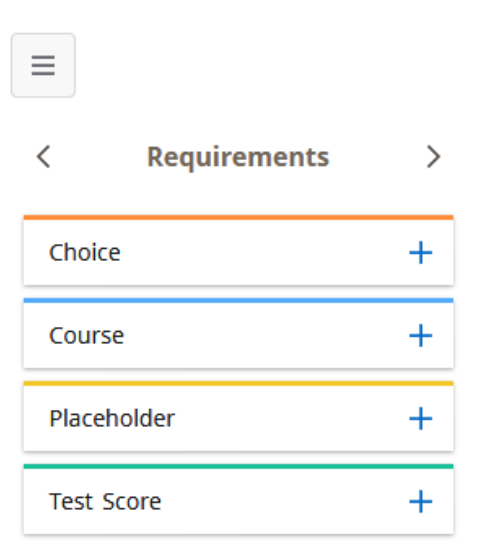 Requirements
Choice
Course
Placeholder
Test Score